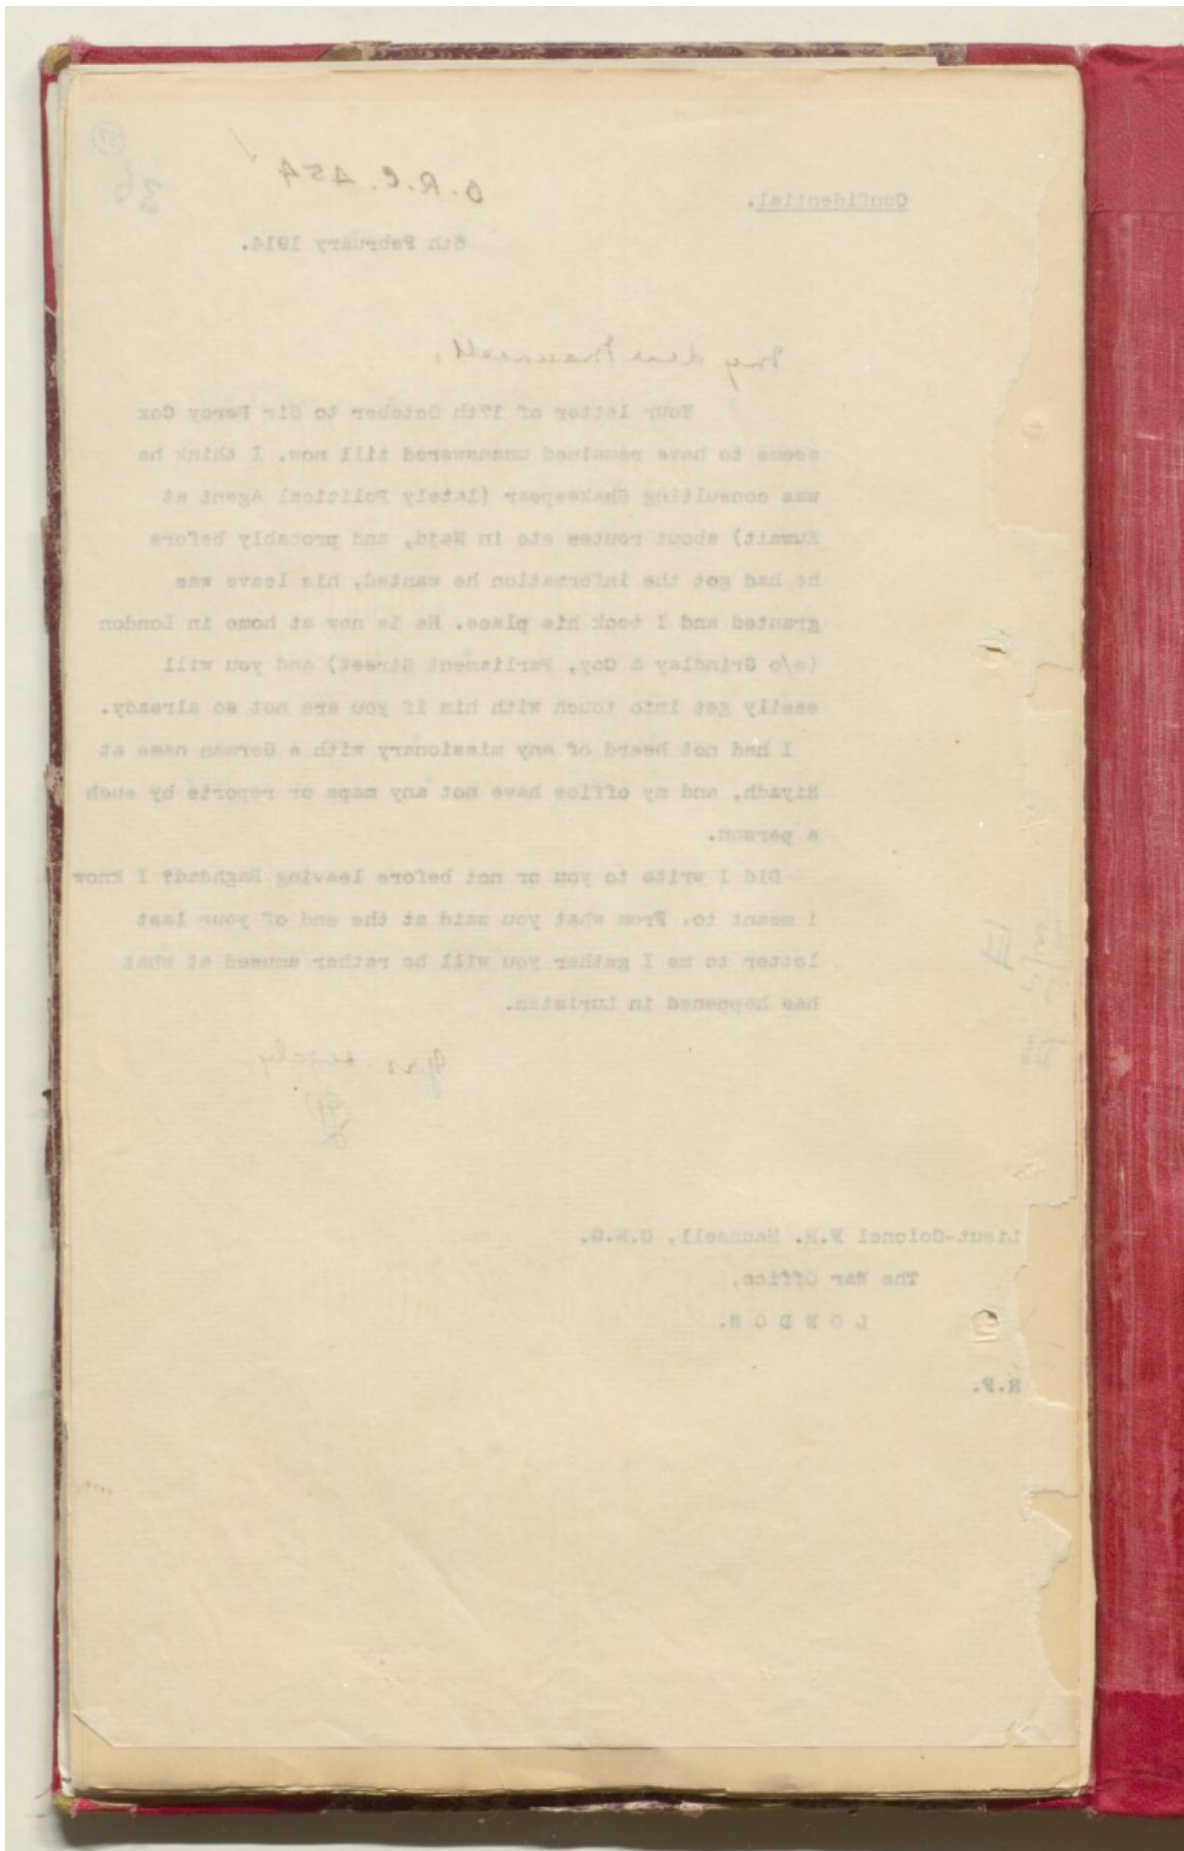 36
O.R.C. 454
Confidential.
6th February 1914.
My dear Maunsell,
Your letter of 17th October to Sir Percy Cox
seems to have remained unanswered till now. I think he
was consulting Shakespear (lately Political Agent at
Kuwait) about routes etc in Najd, and probably before
he had got the information he wanted, his leave was
granted and I took his place. He is now at home in London
(c/o Grindlay & Coy, Parliament Street) and you will
easily get into touch with him if you are not so already.
I had not heard of any missionary with a German name at
Riyadh, and my office have not any maps or reports by such
a person.
Did I write to you or not before leaving Baghdad? I know
i meant to. From what you said at the end of your last
letter to me I gather you will be rather amused at what
has happened in Luristan.
Yrs sincly
Lieut-Colonel F.R. Maunsell, C.M.G.
The War Office,
L O N D O N.
R.P.